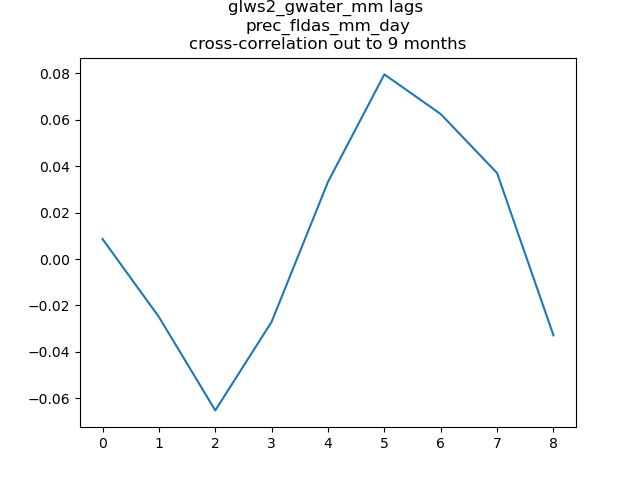 glws2_gwater_mm lags
prec_fldas_mm_day
cross-correlation out to 9 months
0.08
0.06
0.04
0.02
0.00
−0.02
−0.04
−0.06
0 1 2 3 4 5 6 7 8